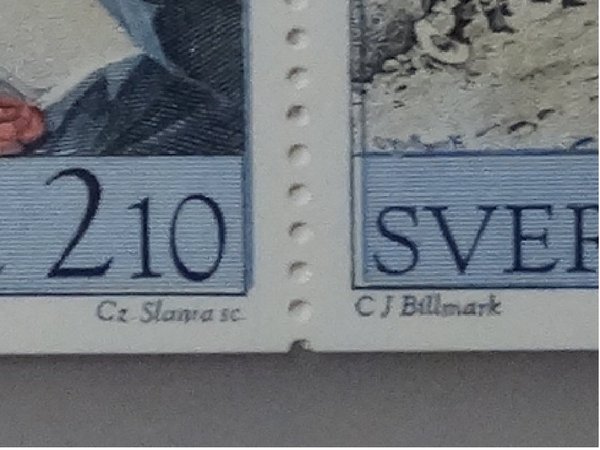 2 10 SVER
Cz. Slania sc. C J Billmark